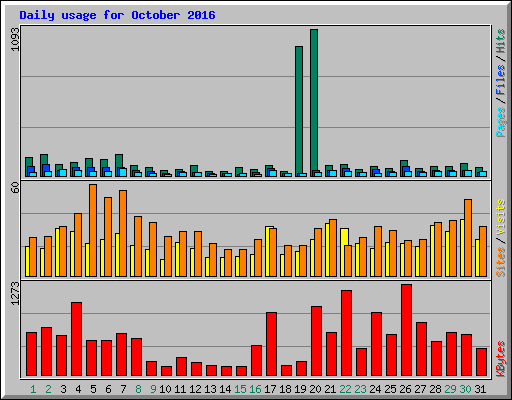 Daily usage for October 2016
1093
Pages / Files / Hits
60
Sites / Visits
1273
KBytes
1 2 3 4 5 6 7 8 9 10 11 12 13 14 15 16 17 18 19 20 21 22 23 24 25 26 27 28 29 30 31